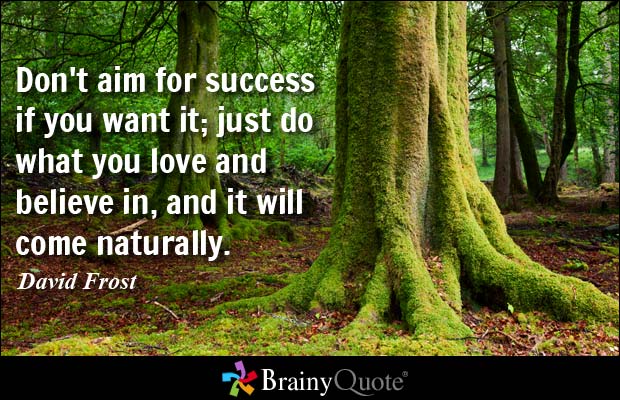 Don't aim for success
if you want it; just do
what you love and
believe in, and it will
come naturally.
David Frost
BrainyQuote®